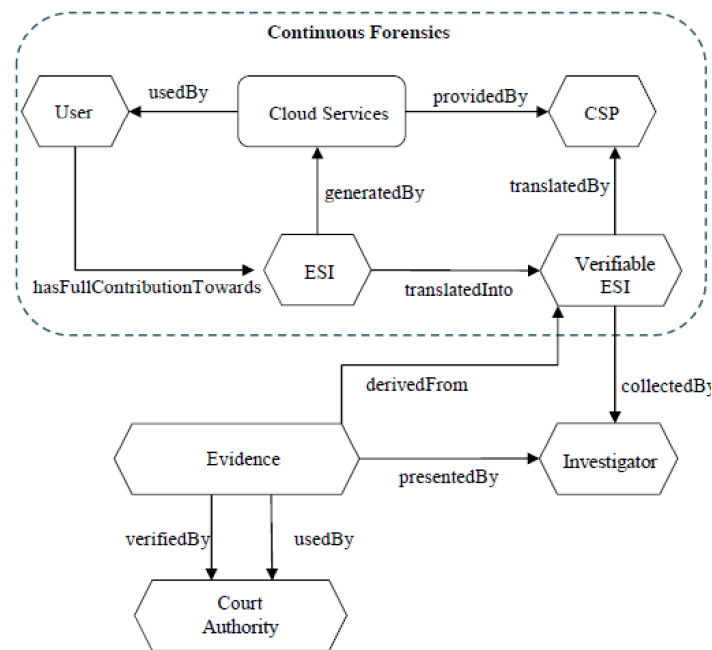 Continuous Forensics
usedBy
providedBy
User
Cloud Services
CSP
generatedBy
translatedBy
ESI
Verifiable
ESI
hasFullContributionTowards
translatedInto
derivedFrom
collectedBy
Evidence
presentedBy
Investigator
verifiedBy
usedBy
Court
Authority